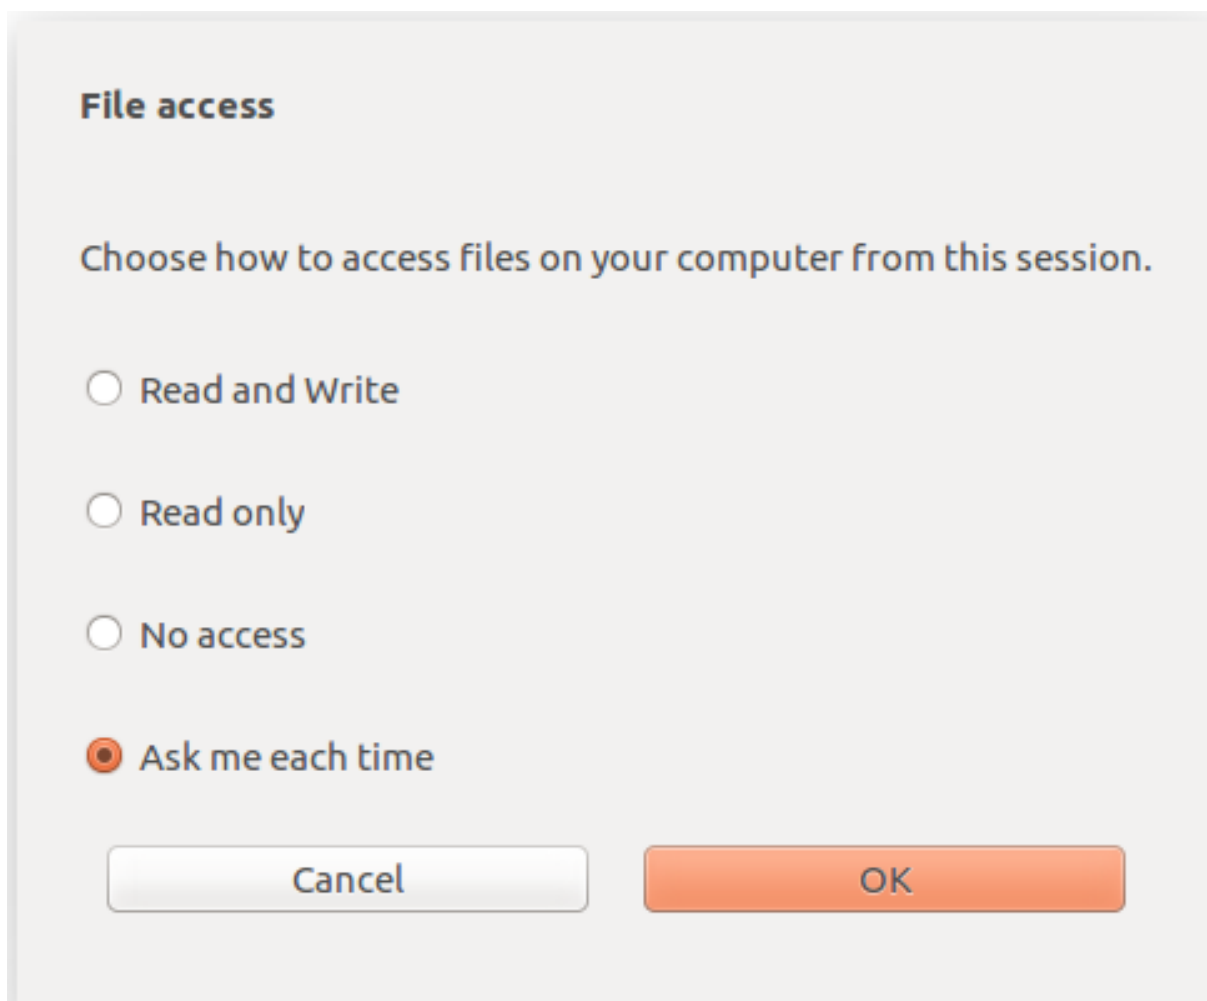 File access
Choose how to access files on your computer from this session.
Read and Write
Read only
No access
Ask me each time
Cancel OK